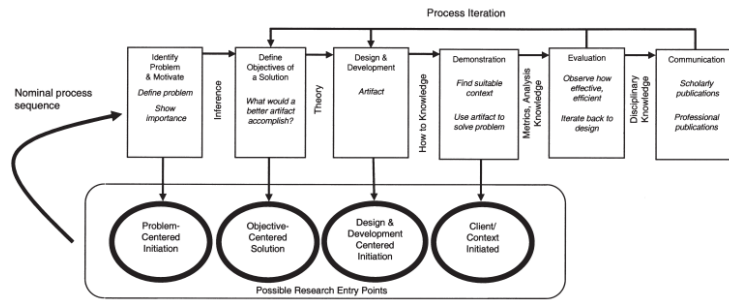 Process Iteration
Nominal process
sequence
Identify
Problem
& Motivate
Define problem
Show
importance
Inference
Define
Objectives of
a Solution
What would a
better artifact
accomplish?
Theory
Design &
Development
Artifact
How to Knowledge
Demonstration
Find suitable
context
Use artifact to
solve problem
Metrics, Analysis
Knowledge
Evaluation
Observe how
effective,
efficient
Iterate back to
design
Disciplinary
Knowledge
Communication
Scholarly
publications
Professional
publications
Problem-
Centered
Initiation
Objective-
Centered
Solution
Design &
Development
Centered
Initiation
Client/
Context
Initiated
Possible Research Entry Points